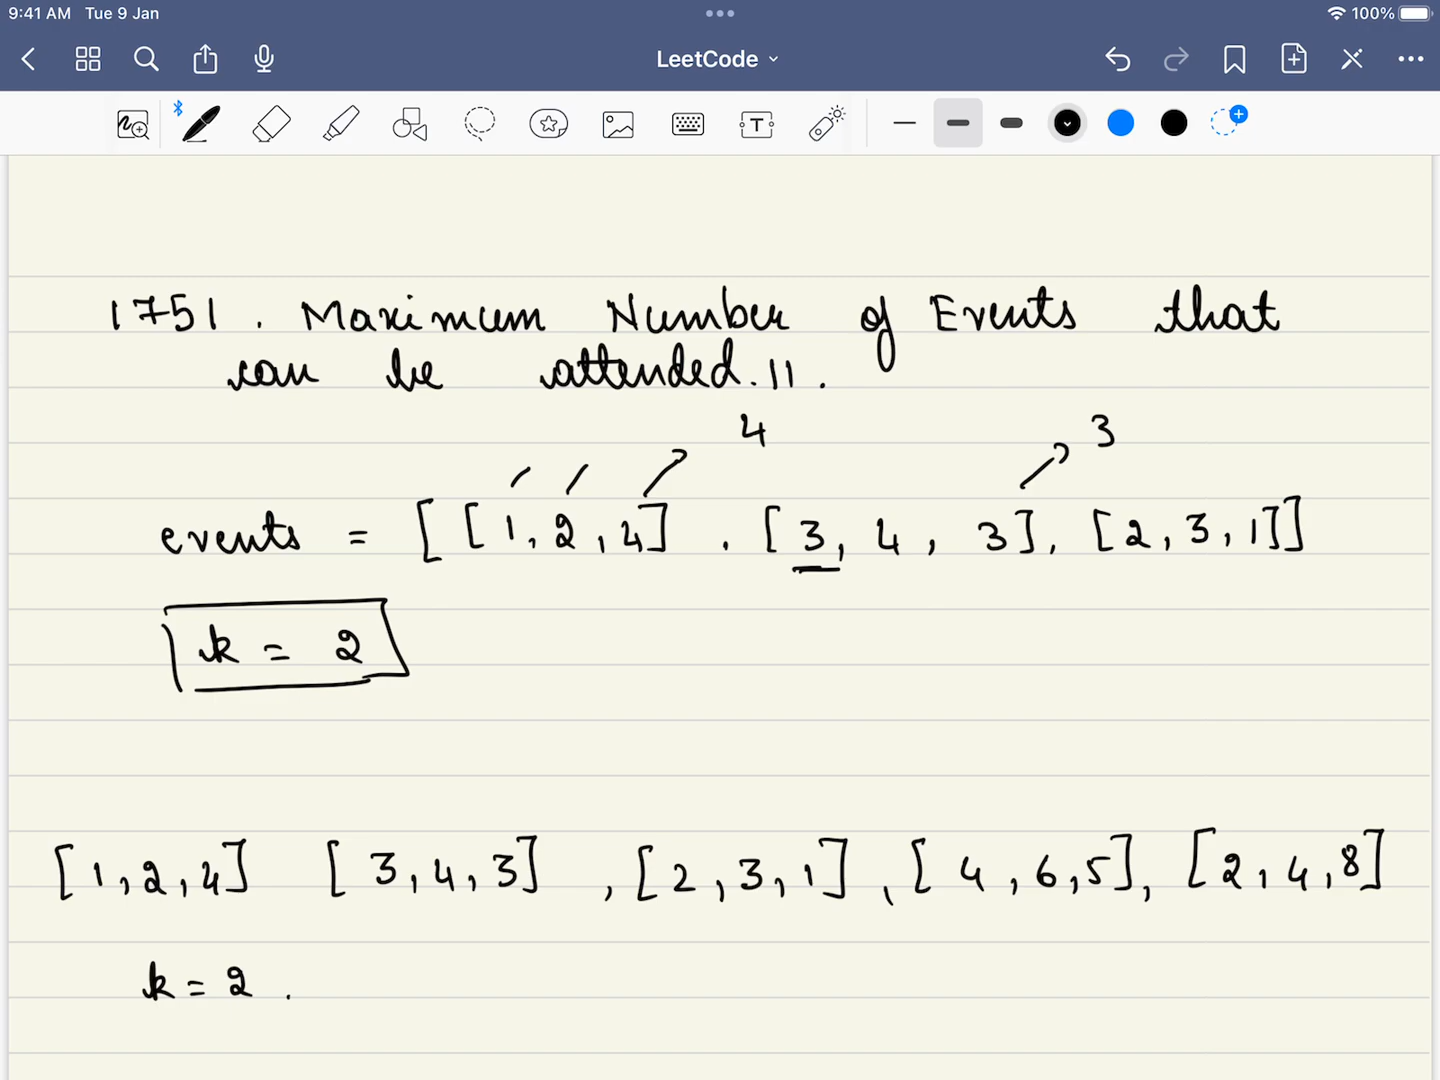 9:41 AM Tue 9 Jan
100%
LeetCode
T
1751. Maximum Number of Events that
can be attended. II.
4 3
events = [[1,2,4] . [3, 4, 3], [2,3,1]]
k = 2
[1,2,4] [3,4,3] ,[2,3,1],[4,6,5],[2,4,8]
k = 2 .